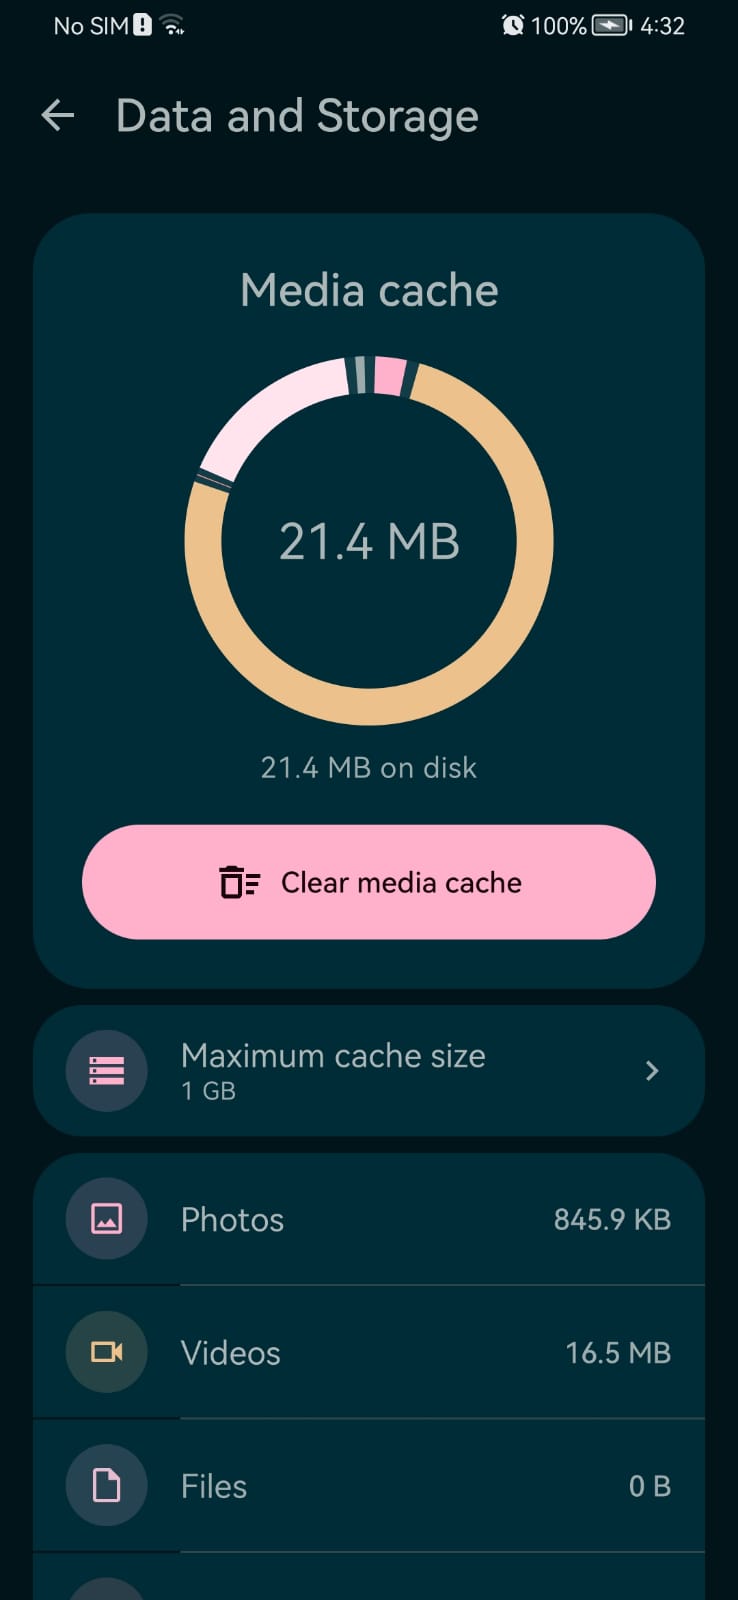 No SIM 100% 4:32
Data and Storage
Media cache
21.4 MB
21.4 MB on disk
Clear media cache
Maximum cache size
1 GB
Photos 845.9 KB
Videos 16.5 MB
Files 0 B